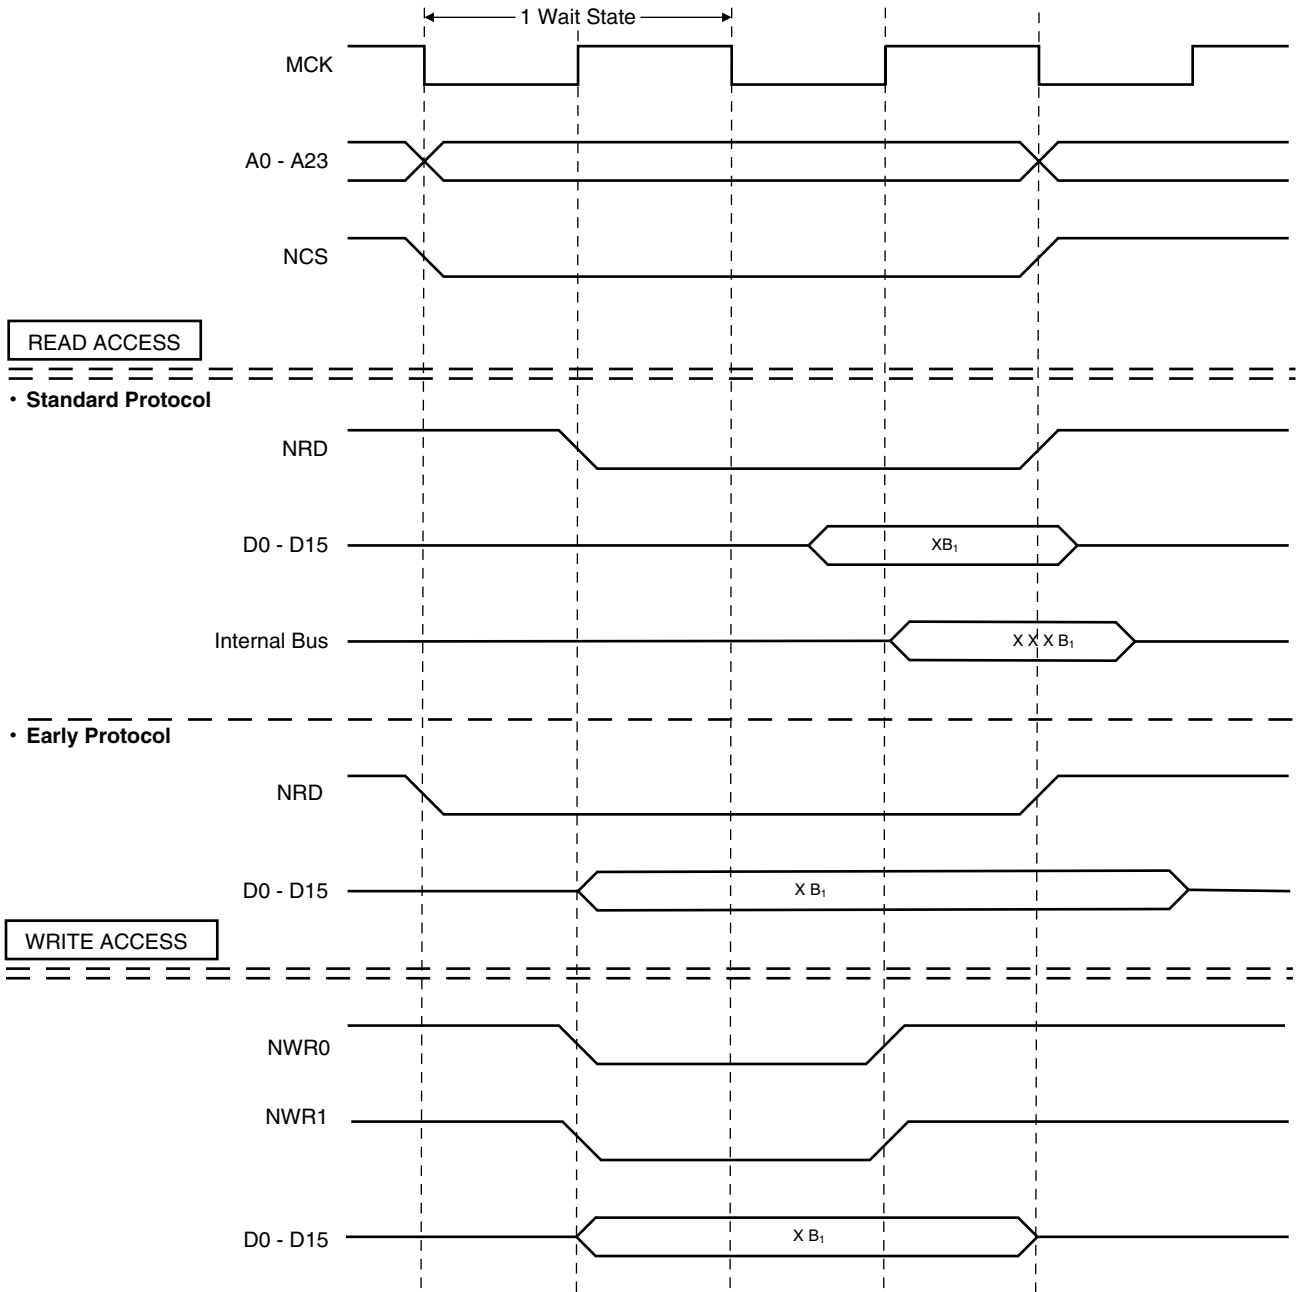 1 Wait State
MCK
A0 - A23
NCS
READ ACCESS
• Standard Protocol
NRD
D0 - D15 XB₁
Internal Bus X X X B₁
• Early Protocol
NRD
D0 - D15 X B₁
WRITE ACCESS
NWR0
NWR1
D0 - D15 X B₁